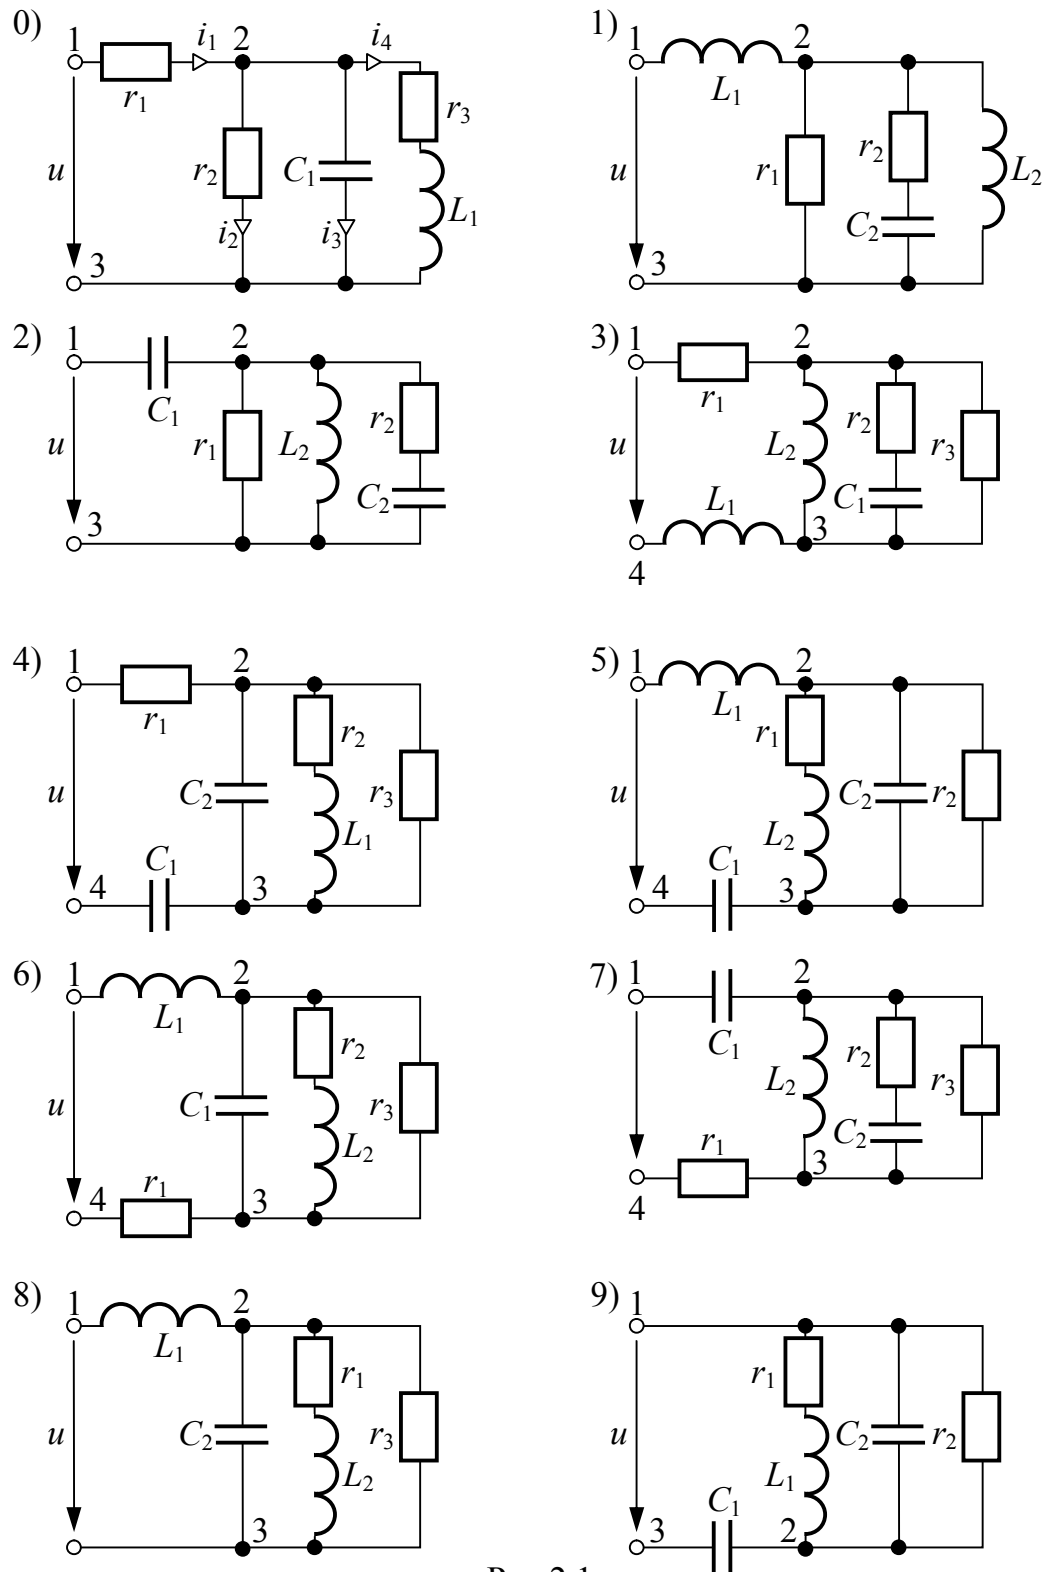 0) 1 i1 2 i4
r1 r3
u r2 C1 L1
i2 i3
3
1) 1 2
L1
u r1 r2 L2
C2
3
2) 1 2
C1
u r1 L2 r2
C2
3
3) 1 2
r1
u L2 r2 r3
L1 C1
3
4
4) 1 2
r1 r2
u C2 r3
L1
C1
4 3
5) 1 2
L1
r1
u C2 r2
L2
C1
4 3
6) 1 2
L1 r2
u C1 r3
L2
r1
4 3
7) 1 2
C1
r2
L2 r3
u
C2
r1
3
4
8) 1 2
L1 r1
u C2 r3
L2
3
9) 1
r1
u C2 r2
L1
C1
3 2